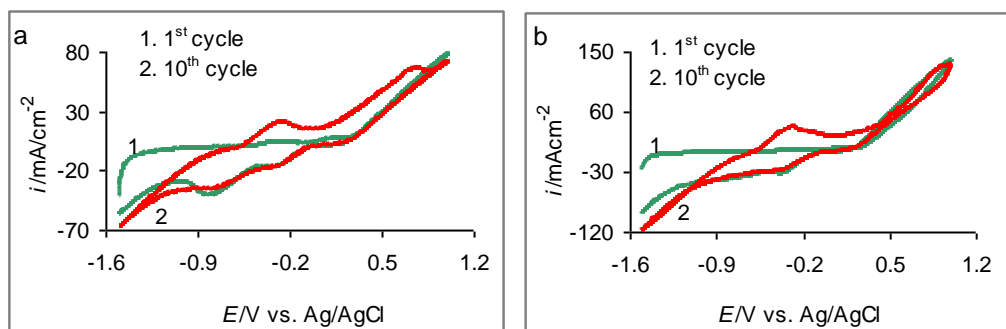 a
1. 1st cycle
2. 10th cycle
i /mA/cm-2
80
30
-20
-70
1
2
-1.6 -0.9 -0.2 0.5 1.2
E/V vs. Ag/AgCl
b
1. 1st cycle
2. 10th cycle
i /mAcm-2
150
60
-30
-120
1
2
-1.6 -0.9 -0.2 0.5 1.2
E/V vs. Ag/AgCl